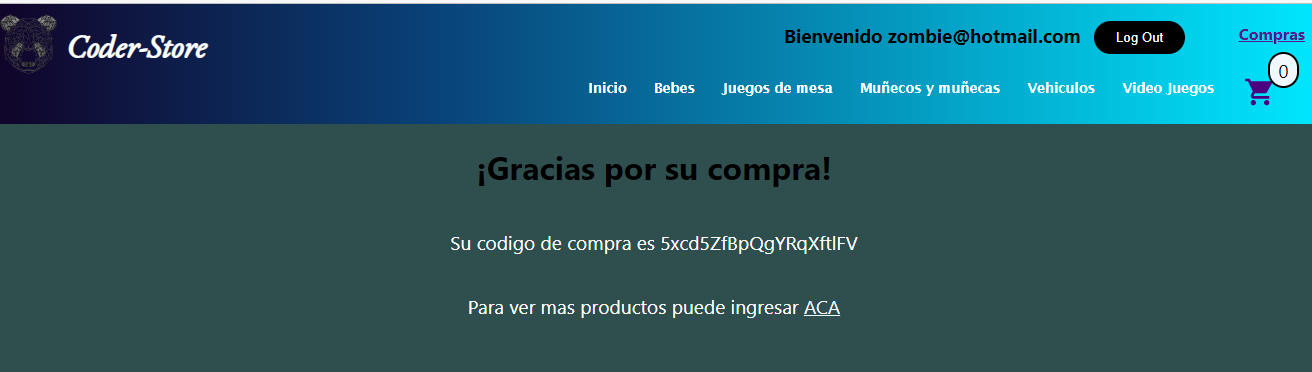 Coder-Store
Bienvenido zombie@hotmail.com Log Out Compras
0
Inicio Bebes Juegos de mesa Muñecos y muñecas Vehiculos Video Juegos
¡Gracias por su compra!
Su codigo de compra es 5xcd5ZfBpQgYRqXftlFV
Para ver mas productos puede ingresar ACA